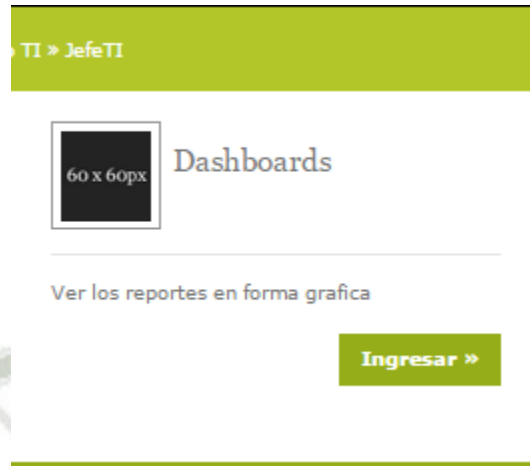 TI » JefeTI
60 x 60px
Dashboards
Ver los reportes en forma grafica
Ingresar »